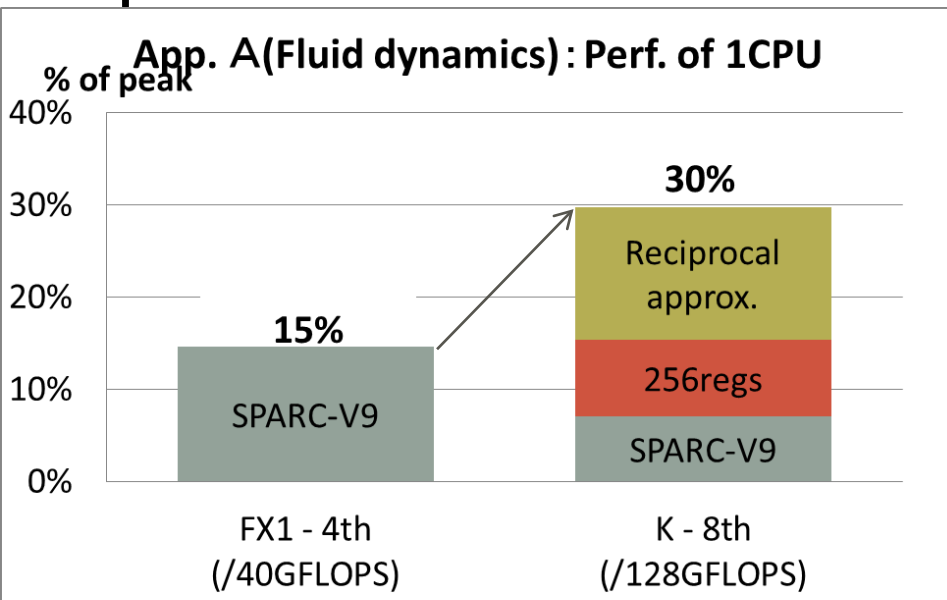 App. A(Fluid dynamics) : Perf. of 1CPU
% of peak
40%
30%
20%
10%
0%
15%
SPARC-V9
30%
Reciprocal
approx.
256regs
SPARC-V9
FX1 - 4th
(/40GFLOPS)
K - 8th
(/128GFLOPS)